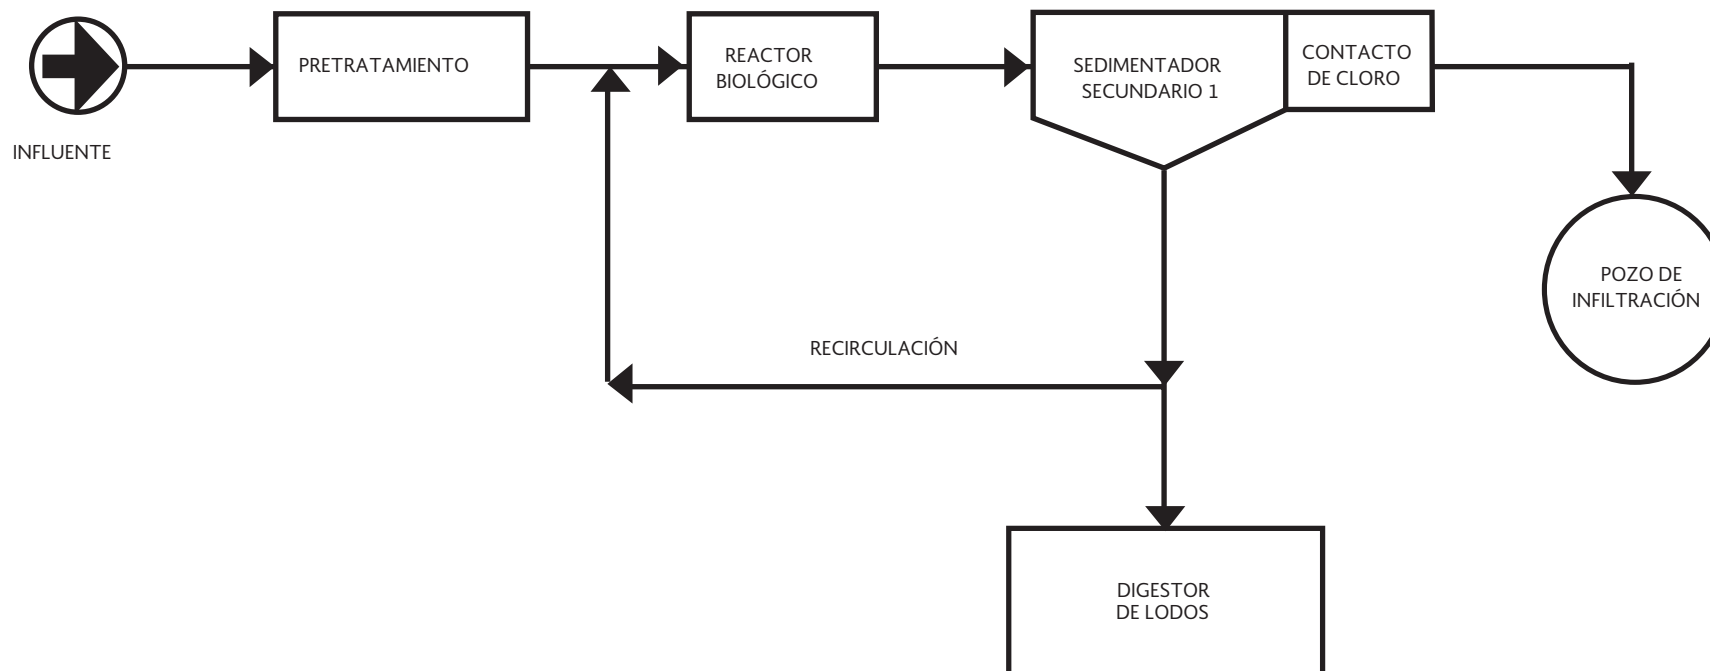 INFLUENTE
PRETRATAMIENTO
REACTOR
BIOLÓGICO
SEDIMENTADOR
SECUNDARIO 1
CONTACTO
DE CLORO
POZO DE
INFILTRACIÓN
RECIRCULACIÓN
DIGESTOR
DE LODOS